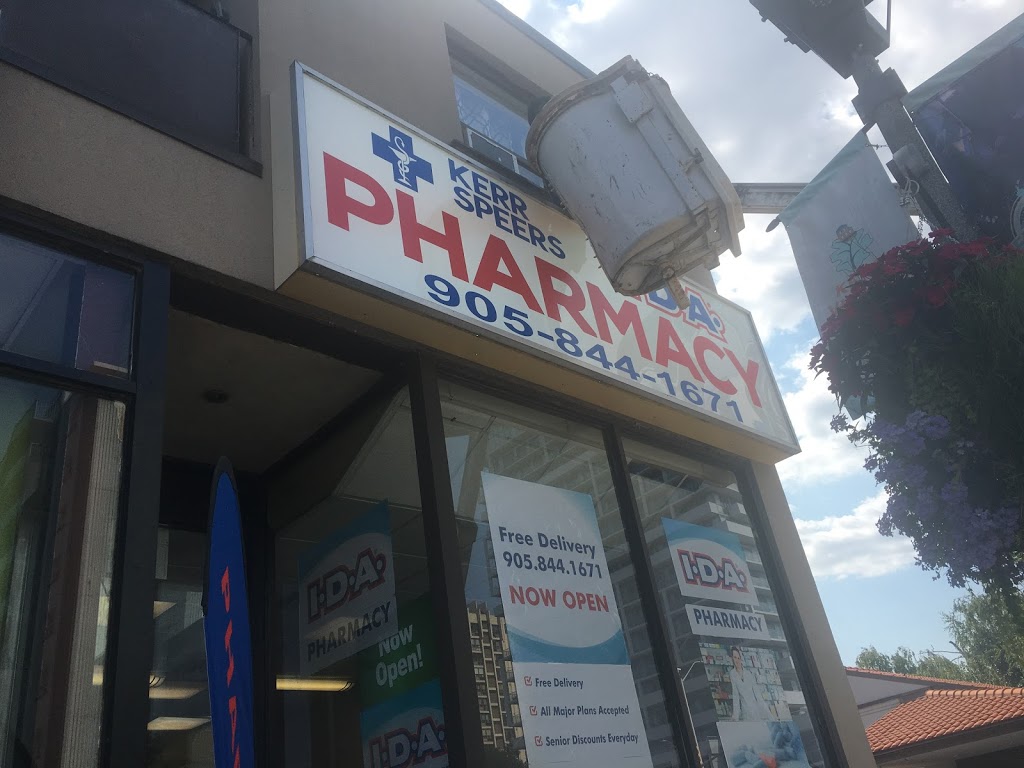 KERR
SPEERS
I.D.A.
PHARMACY
905-844-1671
Free Delivery
905.844.1671
NOW OPEN
Free Delivery
All Major Plans Accepted
Senior Discounts Everyday
I.D.A.
PHARMACY
I.D.A.
PHARMACY
Now
Open!
I.D.A.
PHA